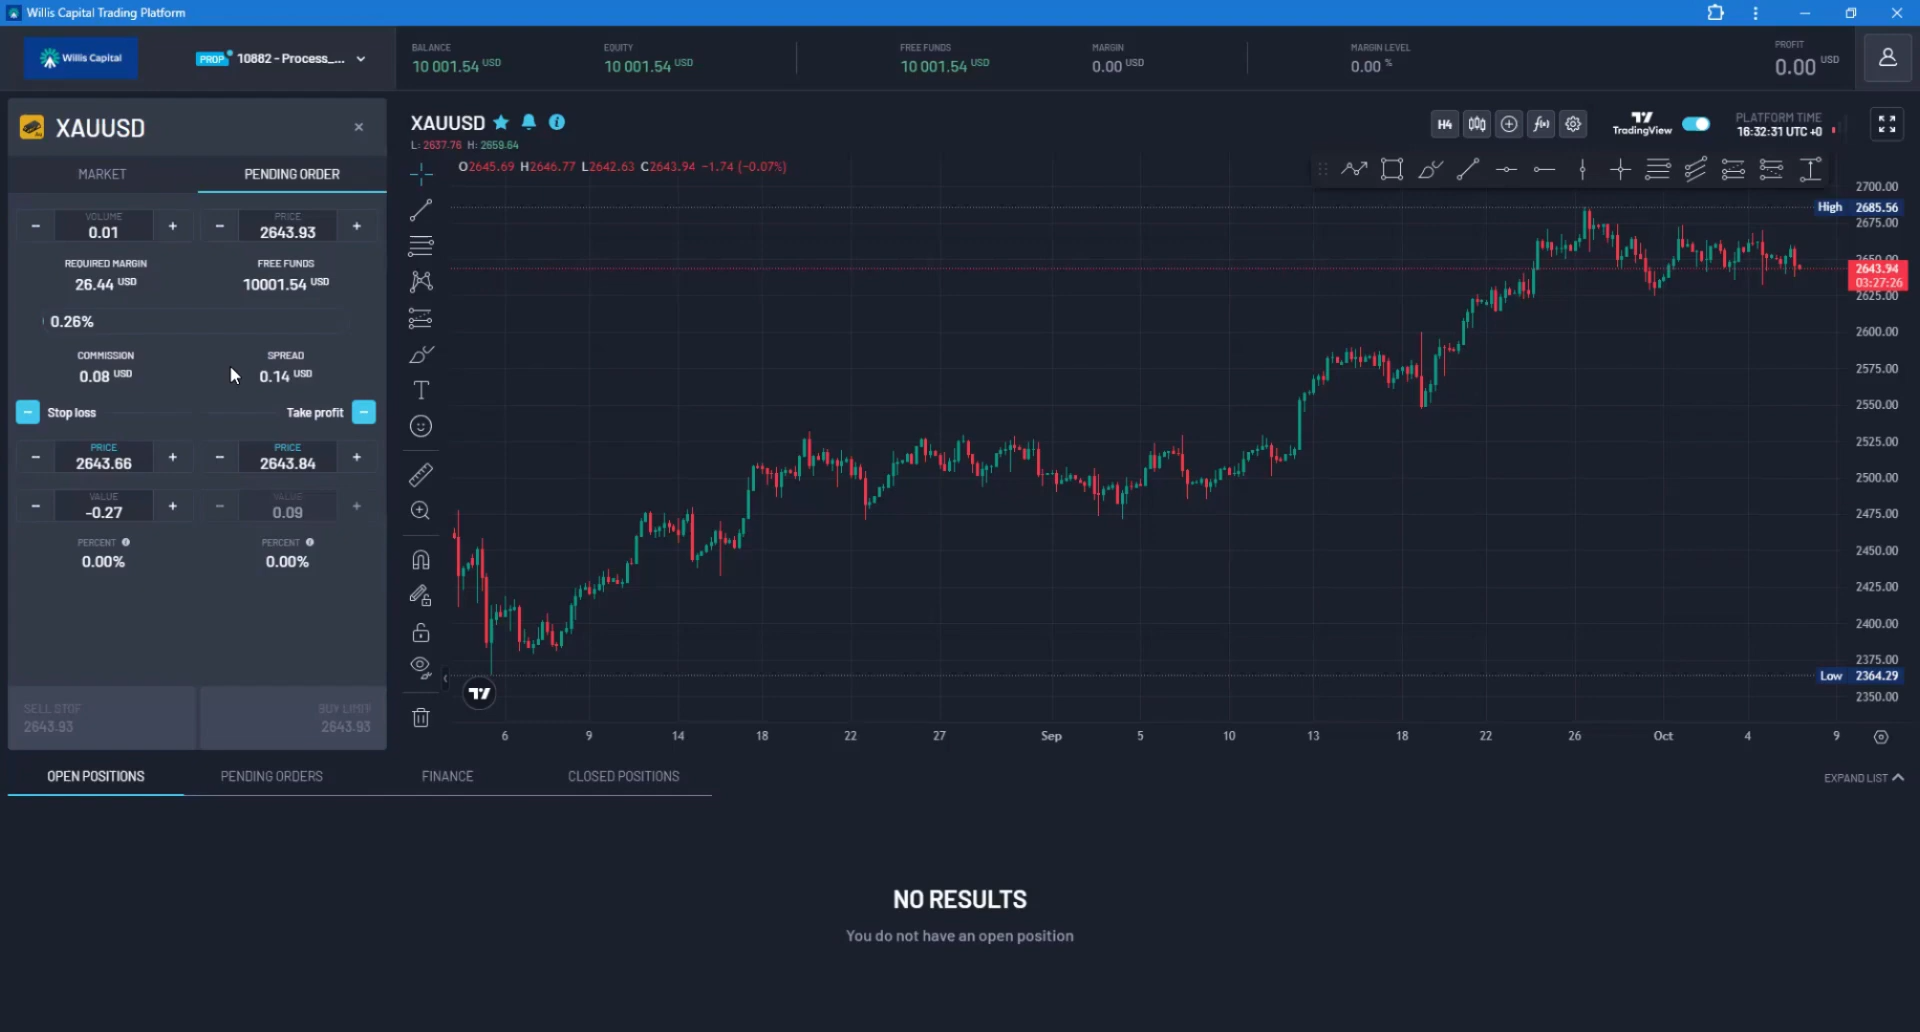 Willis Capital Trading Platform
Willis Capital
PROP 10882 - Process_...
BALANCE
10 001.54 USD
EQUITY
10 001.54 USD
FREE FUNDS
10 001.54 USD
MARGIN
0.00 USD
MARGIN LEVEL
0.00 %
PROFIT
0.00 USD
XAUUSD
MARKET
PENDING ORDER
VOLUME
0.01
PRICE
2643.93
REQUIRED MARGIN
26.44 USD
FREE FUNDS
10001.54 USD
0.26%
COMMISSION
0.08 USD
SPREAD
0.14 USD
Stop loss
Take profit
PRICE
2643.66
PRICE
2643.84
VALUE
-0.27
VALUE
0.09
PERCENT
0.00%
PERCENT
0.00%
SELL STOP
2643.93
BUY LIMIT
2643.93
XAUUSD
L: 2637.76 H: 2659.64
O2645.69 H2646.77 L2642.63 C2643.94 −1.74 (−0.07%)
H4
TradingView
PLATFORM TIME
16:32:31 UTC +0
2700.00
High 2685.56
2675.00
2650.00
2643.94
03:27:26
2625.00
2600.00
2575.00
2550.00
2525.00
2500.00
2475.00
2450.00
2425.00
2400.00
2375.00
Low 2364.29
2350.00
6 9 14 18 22 27 Sep 5 10 13 18 22 26 Oct 4 9
OPEN POSITIONS
PENDING ORDERS
FINANCE
CLOSED POSITIONS
EXPAND LIST
NO RESULTS
You do not have an open position